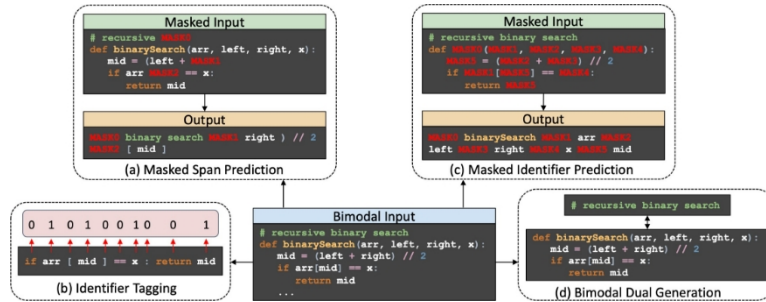 Masked Input
# recursive MASK0
def binarySearch(arr, left, right, x):
mid = (left + MASK1
if arr MASK2 == x:
return mid
Output
MASK0 binary search MASK1 right ) // 2
MASK2 [ mid ]
(a) Masked Span Prediction
Masked Input
# recursive binary search
def MASK0(MASK1, MASK2, MASK3, MASK4):
MASK5 = (MASK2 + MASK3) // 2
if MASK1[MASK5] == MASK4:
return MASK5
Output
MASK0 binarySearch MASK1 arr MASK2
left MASK3 right MASK4 x MASK5 mid
(c) Masked Identifier Prediction
0 1 0 1 0 0 1 0 0 1
if arr [ mid ] == x : return mid
(b) Identifier Tagging
Bimodal Input
# recursive binary search
def binarySearch(arr, left, right, x):
mid = (left + right) // 2
if arr[mid] == x:
return mid
...
# recursive binary search
def binarySearch(arr, left, right, x):
mid = (left + right) // 2
if arr[mid] == x:
return mid
(d) Bimodal Dual Generation